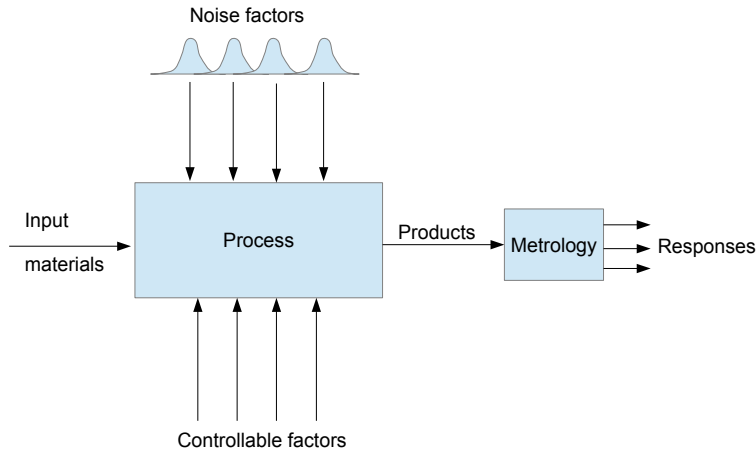 Noise factors
Input
materials
Process
Products
Metrology
Responses
Controllable factors